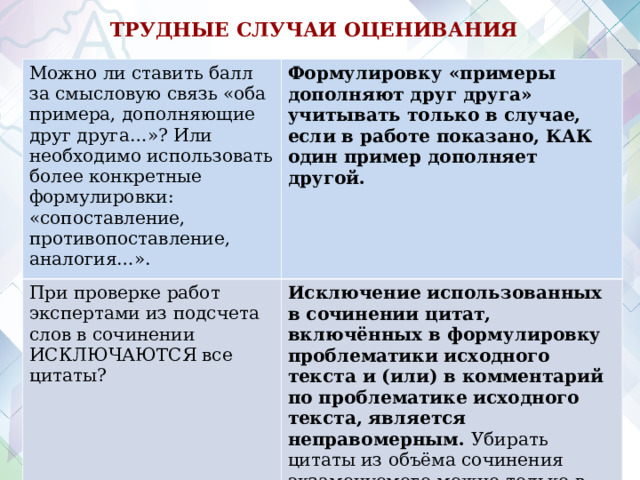 ТРУДНЫЕ СЛУЧАИ ОЦЕНИВАНИЯ
Можно ли ставить балл
за смысловую связь «оба
примера, дополняющие
друг друга…»? Или
необходимо использовать
более конкретные
формулировки:
«сопоставление,
противопоставление,
аналогия…».
Формулировку «примеры
дополняют друг друга»
учитывать только в случае,
если в работе показано, КАК
один пример дополняет
другой.
При проверке работ
экспертами из подсчета
слов в сочинении
ИСКЛЮЧАЮТСЯ все
цитаты?
Исключение использованных
в сочинении цитат,
включённых в формулировку
проблематики исходного
текста и (или) в комментарий
по проблематике исходного
текста, является
неправомерным. Убирать
цитаты из объёма сочинения
экзаменуемого можно только в